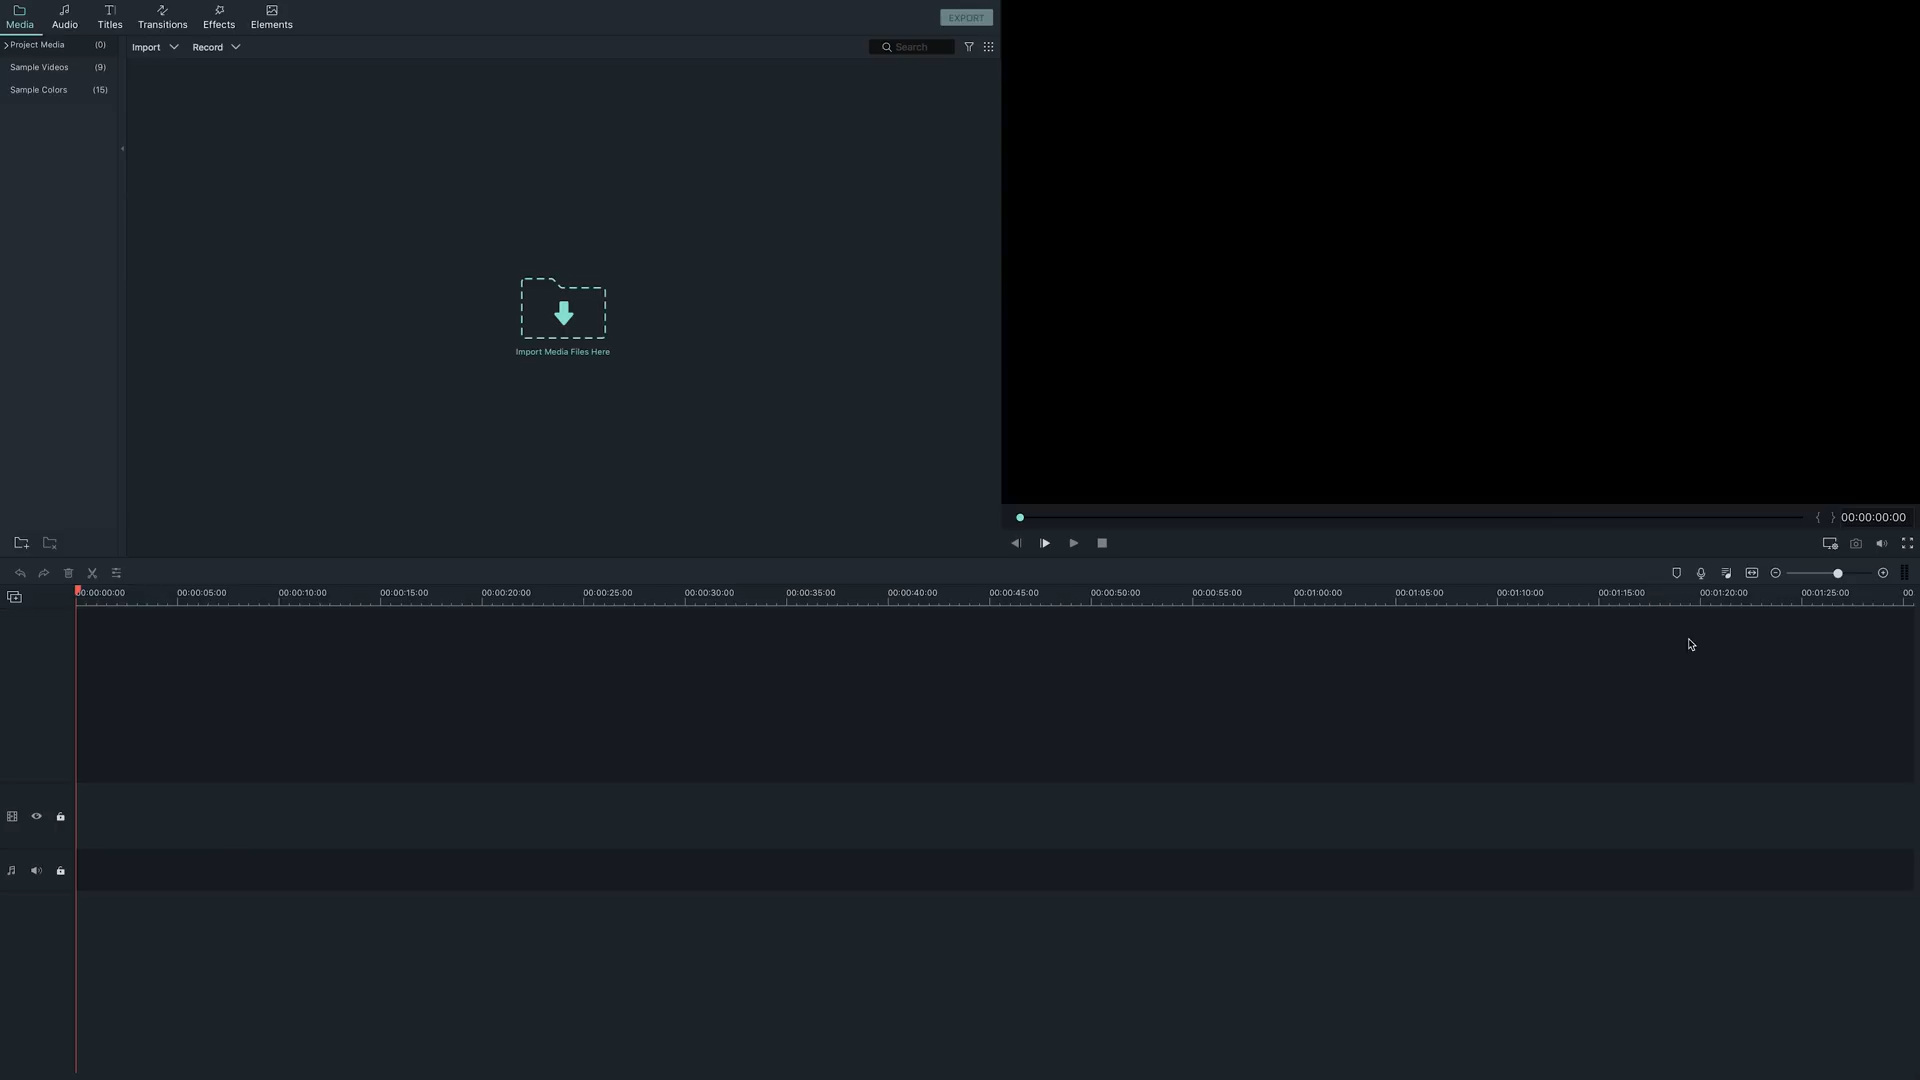 Media Audio Titles Transitions Effects Elements EXPORT
Project Media (0)
Import Record Search
Sample Videos (9)
Sample Colors (15)
Import Media Files Here
{ } 00:00:00:00
00:00:00:00 00:00:05:00 00:00:10:00 00:00:15:00 00:00:20:00 00:00:25:00 00:00:30:00 00:00:35:00 00:00:40:00 00:00:45:00 00:00:50:00 00:00:55:00 00:01:00:00 00:01:05:00 00:01:10:00 00:01:15:00 00:01:20:00 00:01:25:00 00